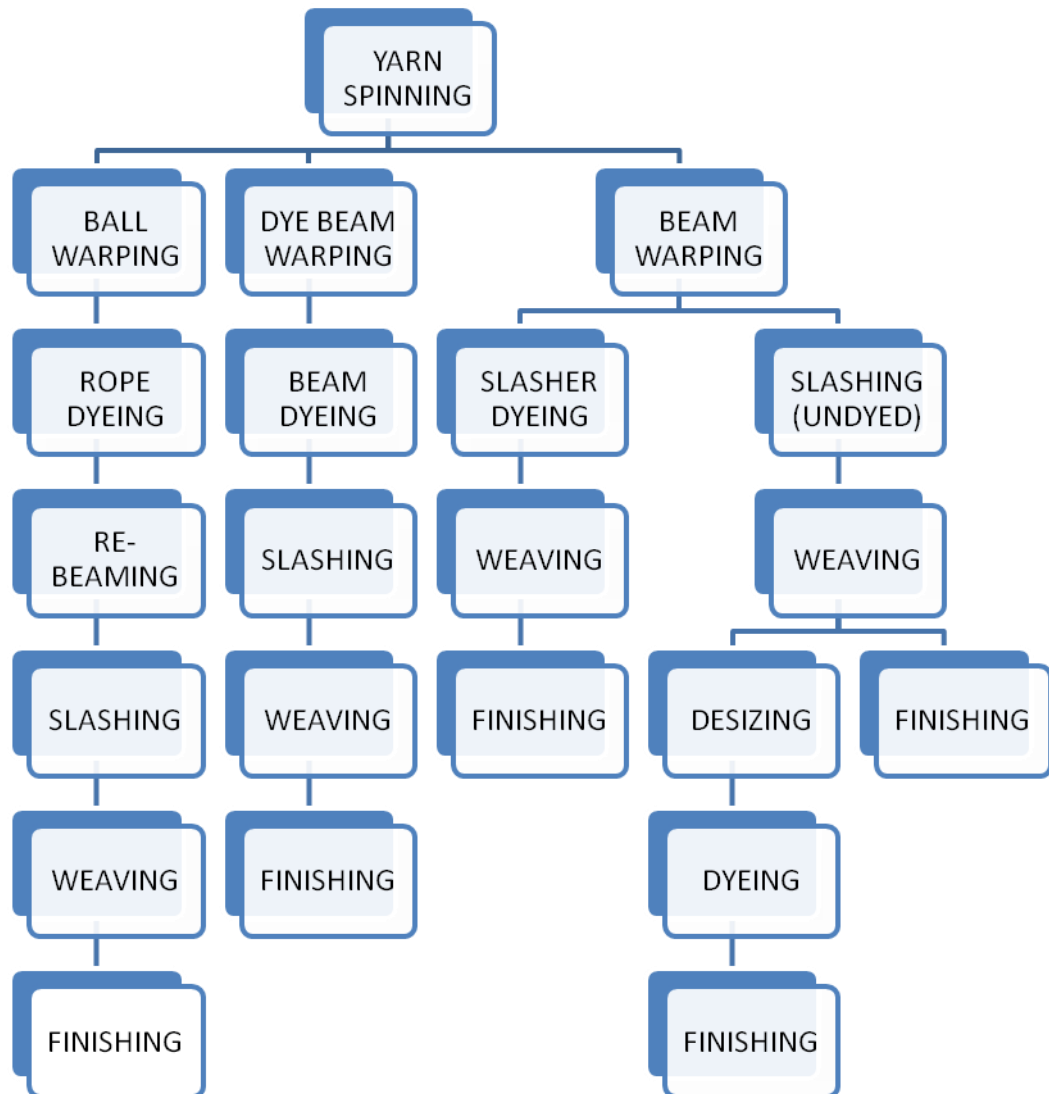 YARN
SPINNING
BALL
WARPING
DYE BEAM
WARPING
BEAM
WARPING
ROPE
DYEING
BEAM
DYEING
SLASHER
DYEING
SLASHING
(UNDYED)
RE-
BEAMING
SLASHING
WEAVING
WEAVING
SLASHING
WEAVING
FINISHING
DESIZING
FINISHING
WEAVING
FINISHING
DYEING
FINISHING
FINISHING